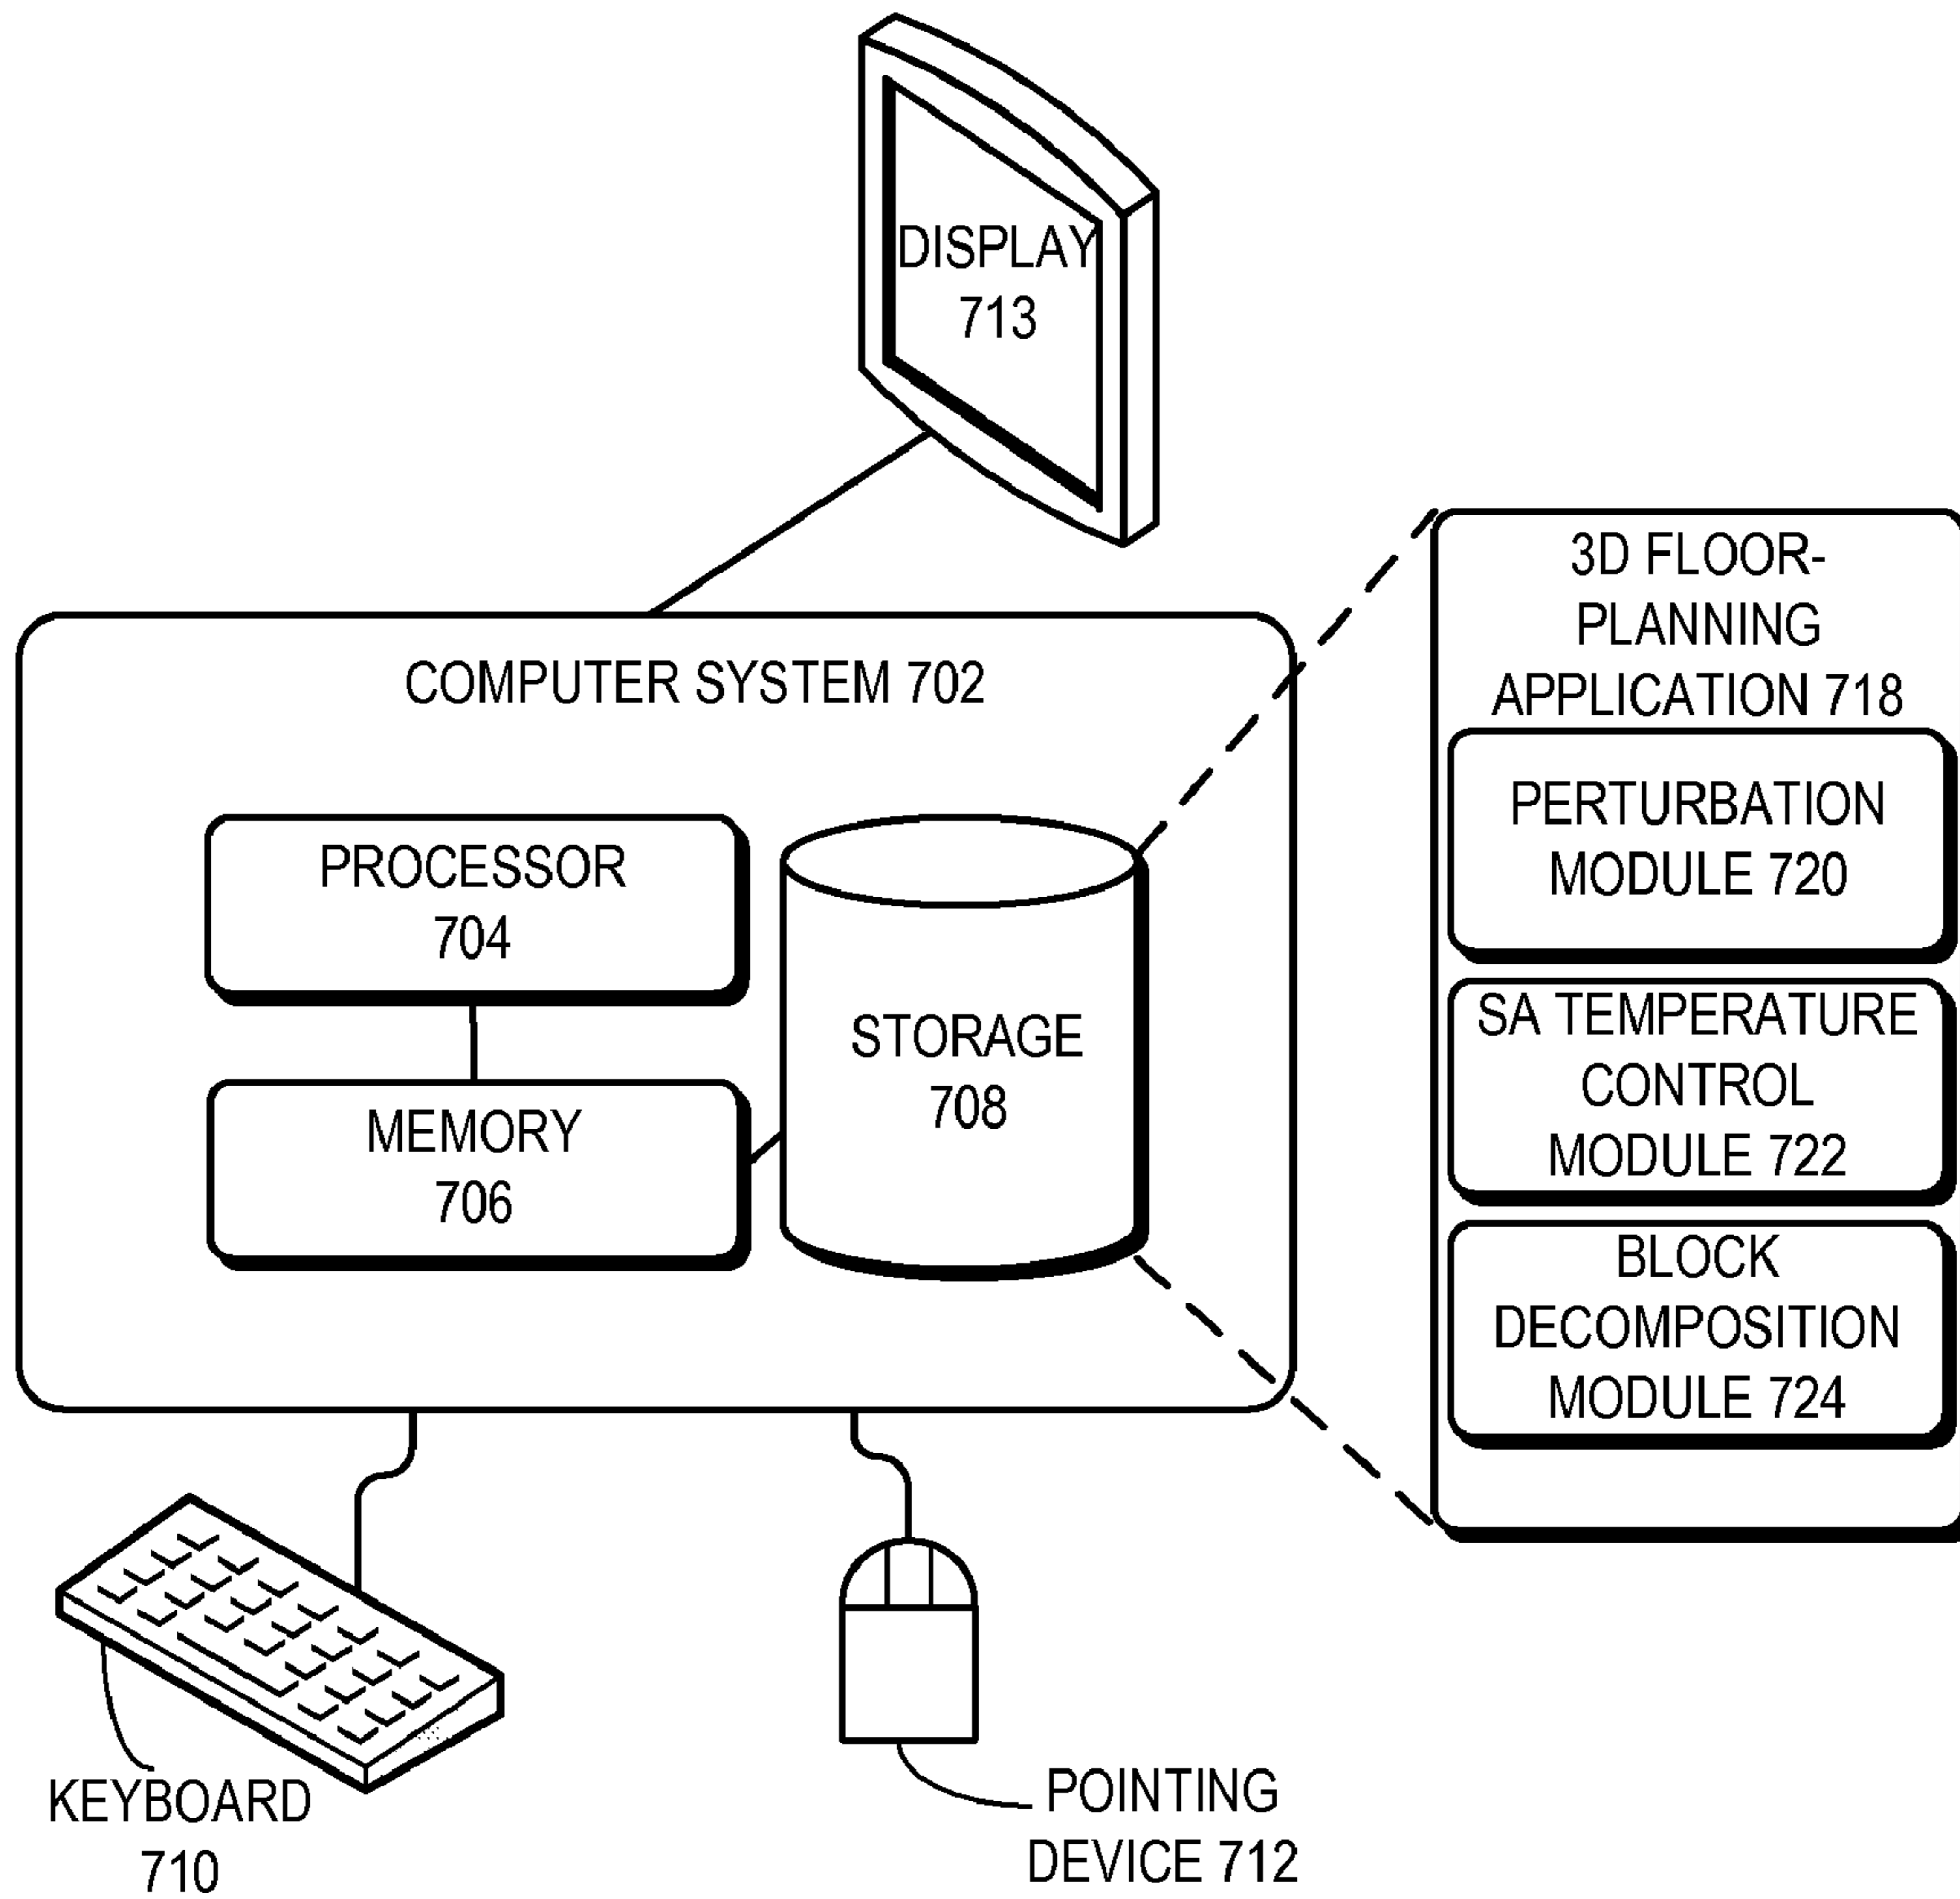 DISPLAY
713
3D FLOOR-
PLANNING
APPLICATION 718
COMPUTER SYSTEM 702
PERTURBATION
MODULE 720
PROCESSOR
704
SA TEMPERATURE
CONTROL
MODULE 722
STORAGE
708
MEMORY
706
BLOCK
DECOMPOSITION
MODULE 724
KEYBOARD
710
POINTING
DEVICE 712